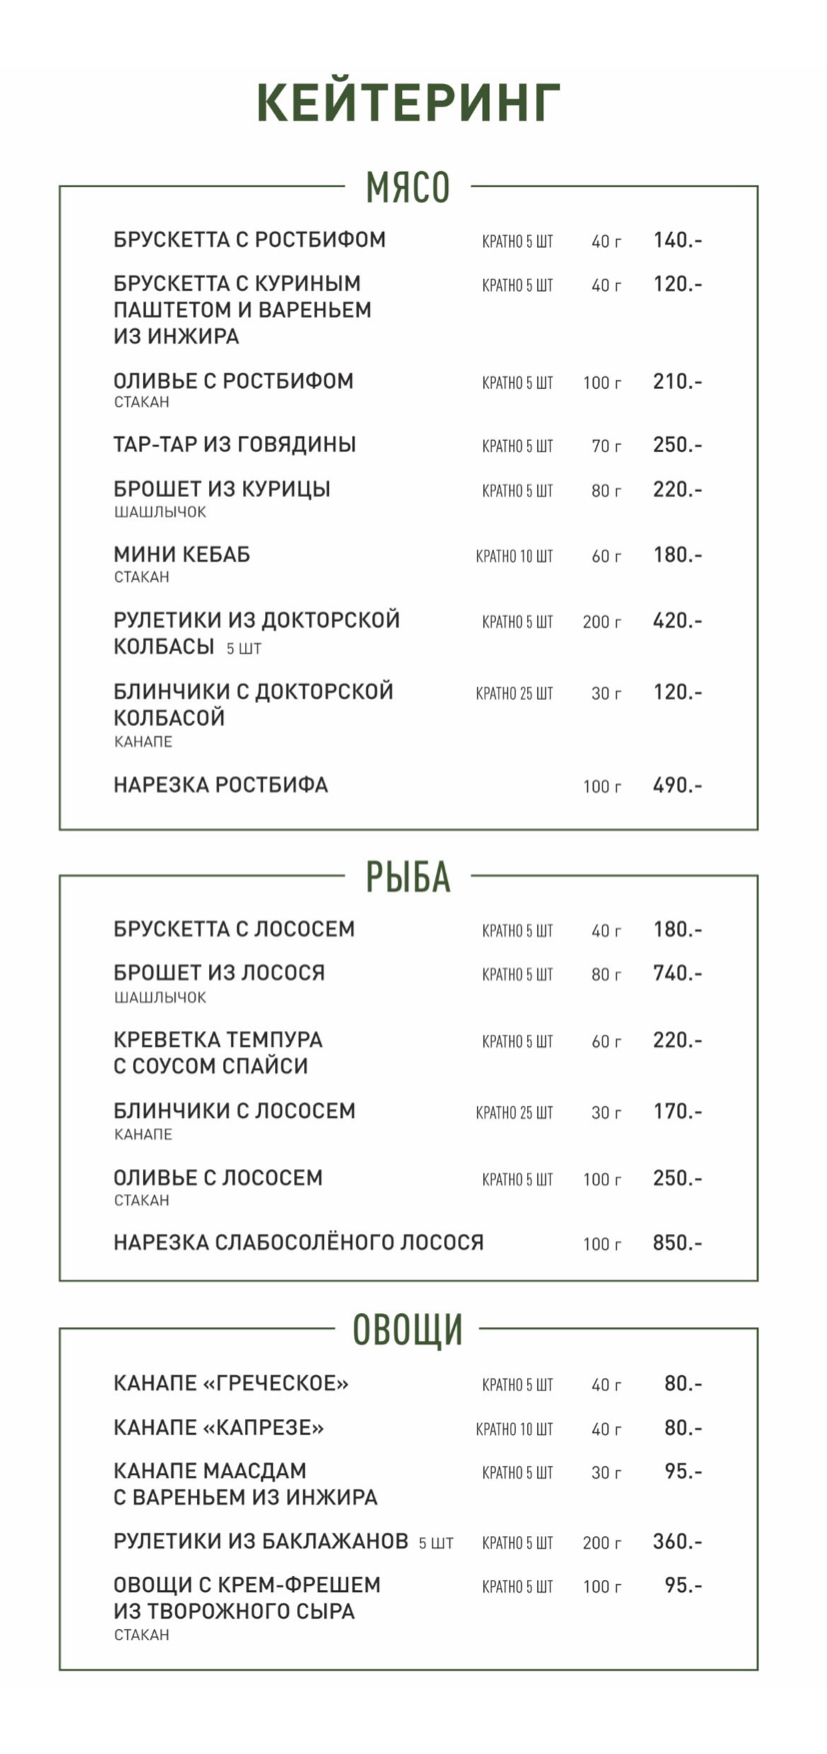 КЕЙТЕРИНГ
МЯСО
БРУСКЕТТА С РОСТБИФОМ КРАТНО 5 ШТ 40 г 140.-
БРУСКЕТТА С КУРИНЫМ КРАТНО 5 ШТ 40 г 120.-
ПАШТЕТОМ И ВАРЕНЬЕМ
ИЗ ИНЖИРА
ОЛИВЬЕ С РОСТБИФОМ КРАТНО 5 ШТ 100 г 210.-
СТАКАН
ТАР-ТАР ИЗ ГОВЯДИНЫ КРАТНО 5 ШТ 70 г 250.-
БРОШЕТ ИЗ КУРИЦЫ КРАТНО 5 ШТ 80 г 220.-
ШАШЛЫЧОК
МИНИ КЕБАБ КРАТНО 10 ШТ 60 г 180.-
СТАКАН
РУЛЕТИКИ ИЗ ДОКТОРСКОЙ КРАТНО 5 ШТ 200 г 420.-
КОЛБАСЫ 5 ШТ
БЛИНЧИКИ С ДОКТОРСКОЙ КРАТНО 25 ШТ 30 г 120.-
КОЛБАСОЙ
КАНАПЕ
НАРЕЗКА РОСТБИФА 100 г 490.-
РЫБА
БРУСКЕТТА С ЛОСОСЕМ КРАТНО 5 ШТ 40 г 180.-
БРОШЕТ ИЗ ЛОСОСЯ КРАТНО 5 ШТ 80 г 740.-
ШАШЛЫЧОК
КРЕВЕТКА ТЕМПУРА КРАТНО 5 ШТ 60 г 220.-
С СОУСОМ СПАЙСИ
БЛИНЧИКИ С ЛОСОСЕМ КРАТНО 25 ШТ 30 г 170.-
КАНАПЕ
ОЛИВЬЕ С ЛОСОСЕМ КРАТНО 5 ШТ 100 г 250.-
СТАКАН
НАРЕЗКА СЛАБОСОЛЁНОГО ЛОСОСЯ 100 г 850.-
ОВОЩИ
КАНАПЕ «ГРЕЧЕСКОЕ» КРАТНО 5 ШТ 40 г 80.-
КАНАПЕ «КАПРЕЗЕ» КРАТНО 10 ШТ 40 г 80.-
КАНАПЕ МААСДАМ КРАТНО 5 ШТ 30 г 95.-
С ВАРЕНЬЕМ ИЗ ИНЖИРА
РУЛЕТИКИ ИЗ БАКЛАЖАНОВ 5 ШТ КРАТНО 5 ШТ 200 г 360.-
ОВОЩИ С КРЕМ-ФРЕШЕМ КРАТНО 5 ШТ 100 г 95.-
ИЗ ТВОРОЖНОГО СЫРА
СТАКАН